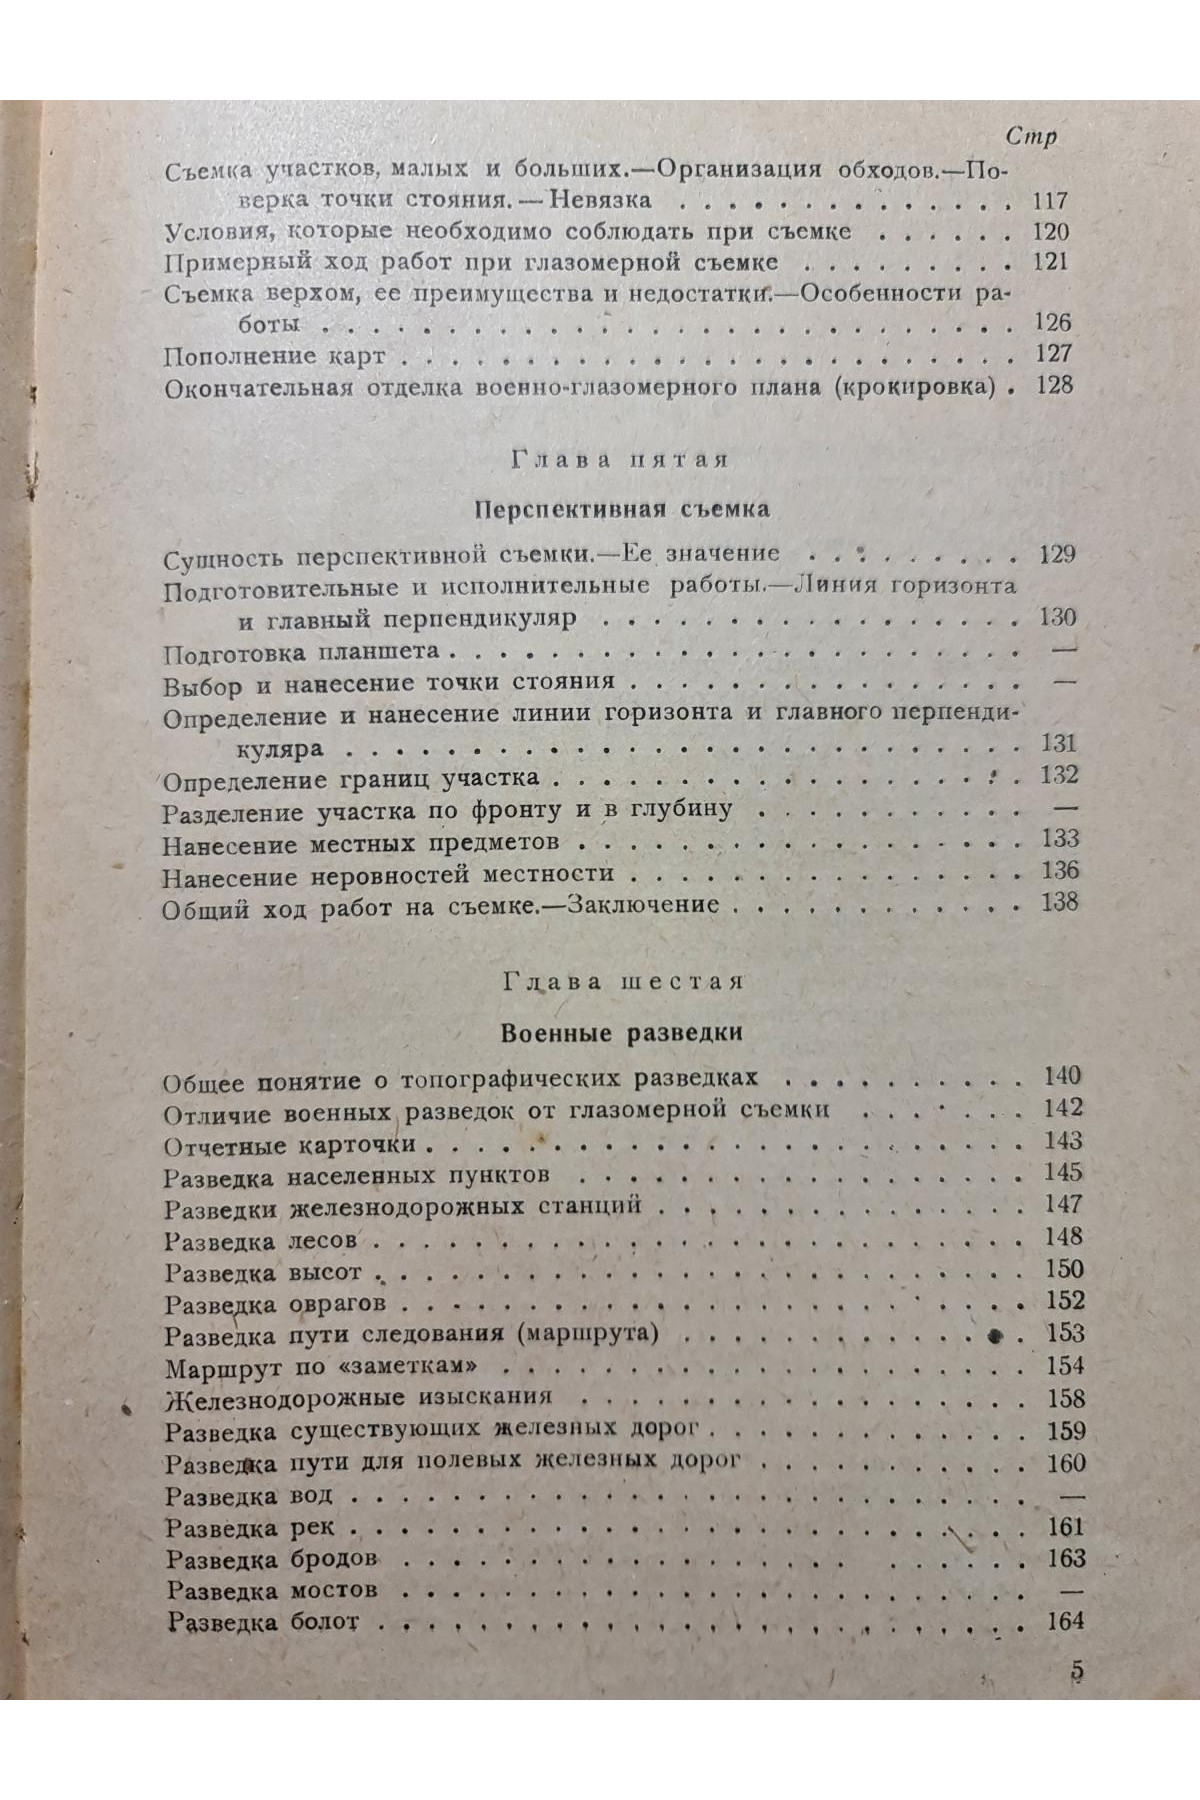 Стр
Съемка участков, малых и больших.—Организация обходов.—По-
верка точки стояния. — Невязка . . . . . . . . . . . . . . 117
Условия, которые необходимо соблюдать при съемке . . . . . . 120
Примерный ход работ при глазомерной съемке . . . . . . . . . 121
Съемка верхом, ее преимущества и недостатки.—Особенности ра-
боты . . . . . . . . . . . . . . . . . . . . . . . . . . . . 126
Пополнение карт . . . . . . . . . . . . . . . . . . . . . . . . . 127
Окончательная отделка военно-глазомерного плана (крокировка) . 128
Глава пятая
Перспективная съемка
Сущность перспективной съемки.—Ее значение . . . . . . . . . 129
Подготовительные и исполнительные работы.—Линия горизонта
и главный перпендикуляр . . . . . . . . . . . . . . . . . 130
Подготовка планшета . . . . . . . . . . . . . . . . . . . . . . . —
Выбор и нанесение точки стояния . . . . . . . . . . . . . . . . —
Определение и нанесение линии горизонта и главного перпенди-
куляра . . . . . . . . . . . . . . . . . . . . . . . . . . . 131
Определение границ участка . . . . . . . . . . . . . . . . . . . 132
Разделение участка по фронту и в глубину . . . . . . . . . . . —
Нанесение местных предметов . . . . . . . . . . . . . . . . . . 133
Нанесение неровностей местности . . . . . . . . . . . . . . . . 136
Общий ход работ на съемке.—Заключение . . . . . . . . . . . . 138
Глава шестая
Военные разведки
Общее понятие о топографических разведках . . . . . . . . . . 140
Отличие военных разведок от глазомерной съемки . . . . . . . 142
Отчетные карточки . . . . . . . . . . . . . . . . . . . . . . . . 143
Разведка населенных пунктов . . . . . . . . . . . . . . . . . . 145
Разведки железнодорожных станций . . . . . . . . . . . . . . . 147
Разведка лесов . . . . . . . . . . . . . . . . . . . . . . . . . . 148
Разведка высот . . . . . . . . . . . . . . . . . . . . . . . . . . 150
Разведка оврагов . . . . . . . . . . . . . . . . . . . . . . . . . 152
Разведка пути следования (маршрута) . . . . . . . . . . . . . . 153
Маршрут по «заметкам» . . . . . . . . . . . . . . . . . . . . . 154
Железнодорожные изыскания . . . . . . . . . . . . . . . . . . 158
Разведка существующих железных дорог . . . . . . . . . . . . . 159
Разведка пути для полевых железных дорог . . . . . . . . . . . 160
Разведка вод . . . . . . . . . . . . . . . . . . . . . . . . . . . —
Разведка рек . . . . . . . . . . . . . . . . . . . . . . . . . . . 161
Разведка бродов . . . . . . . . . . . . . . . . . . . . . . . . . 163
Разведка мостов . . . . . . . . . . . . . . . . . . . . . . . . . —
Разведка болот . . . . . . . . . . . . . . . . . . . . . . . . . . 164
5